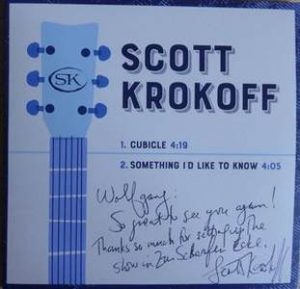 SK
SCOTT
KROKOFF
1. CUBICLE 4:19
2. SOMETHING I'D LIKE TO KNOW 4:05
Wolfgang:
So great to see you again!
Thanks so much for setting up the
show in Zum Scharfen Ecke.
Scott Krokoff